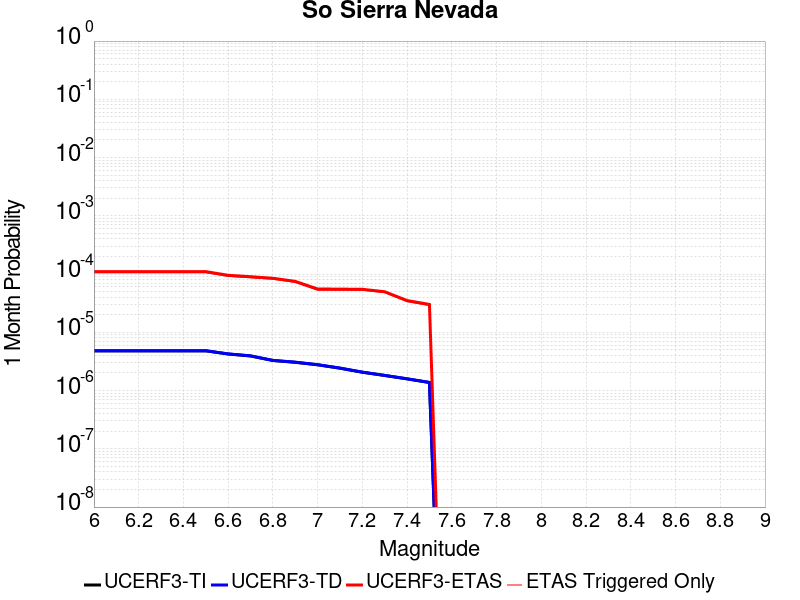 So Sierra Nevada
10^0
10^-1
10^-2
10^-3
10^-4
10^-5
10^-6
10^-7
10^-8
1 Month Probability
6 6.2 6.4 6.6 6.8 7 7.2 7.4 7.6 7.8 8 8.2 8.4 8.6 8.8 9
Magnitude
UCERF3-TI UCERF3-TD UCERF3-ETAS ETAS Triggered Only